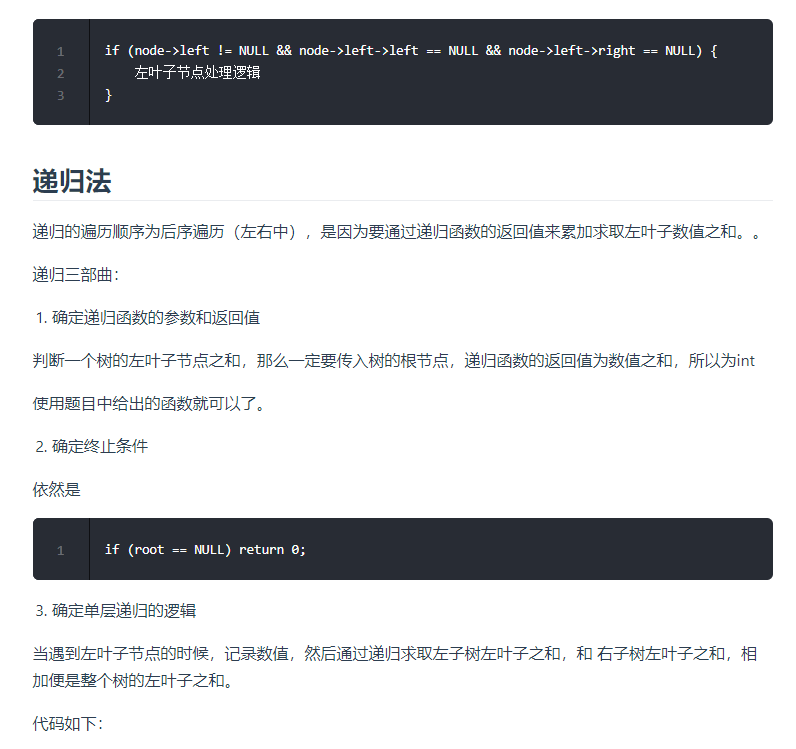 1 if (node->left != NULL && node->left->left == NULL && node->left->right == NULL) {
2 左叶子节点处理逻辑
3 }
递归法
递归的遍历顺序为后序遍历（左右中），是因为要通过递归函数的返回值来累加求取左叶子数值之和。。
递归三部曲：
1. 确定递归函数的参数和返回值
判断一个树的左叶子节点之和，那么一定要传入树的根节点，递归函数的返回值为数值之和，所以为int
使用题目中给出的函数就可以了。
2. 确定终止条件
依然是
1 if (root == NULL) return 0;
3. 确定单层递归的逻辑
当遇到左叶子节点的时候，记录数值，然后通过递归求取左子树左叶子之和，和 右子树左叶子之和，相
加便是整个树的左叶子之和。
代码如下：